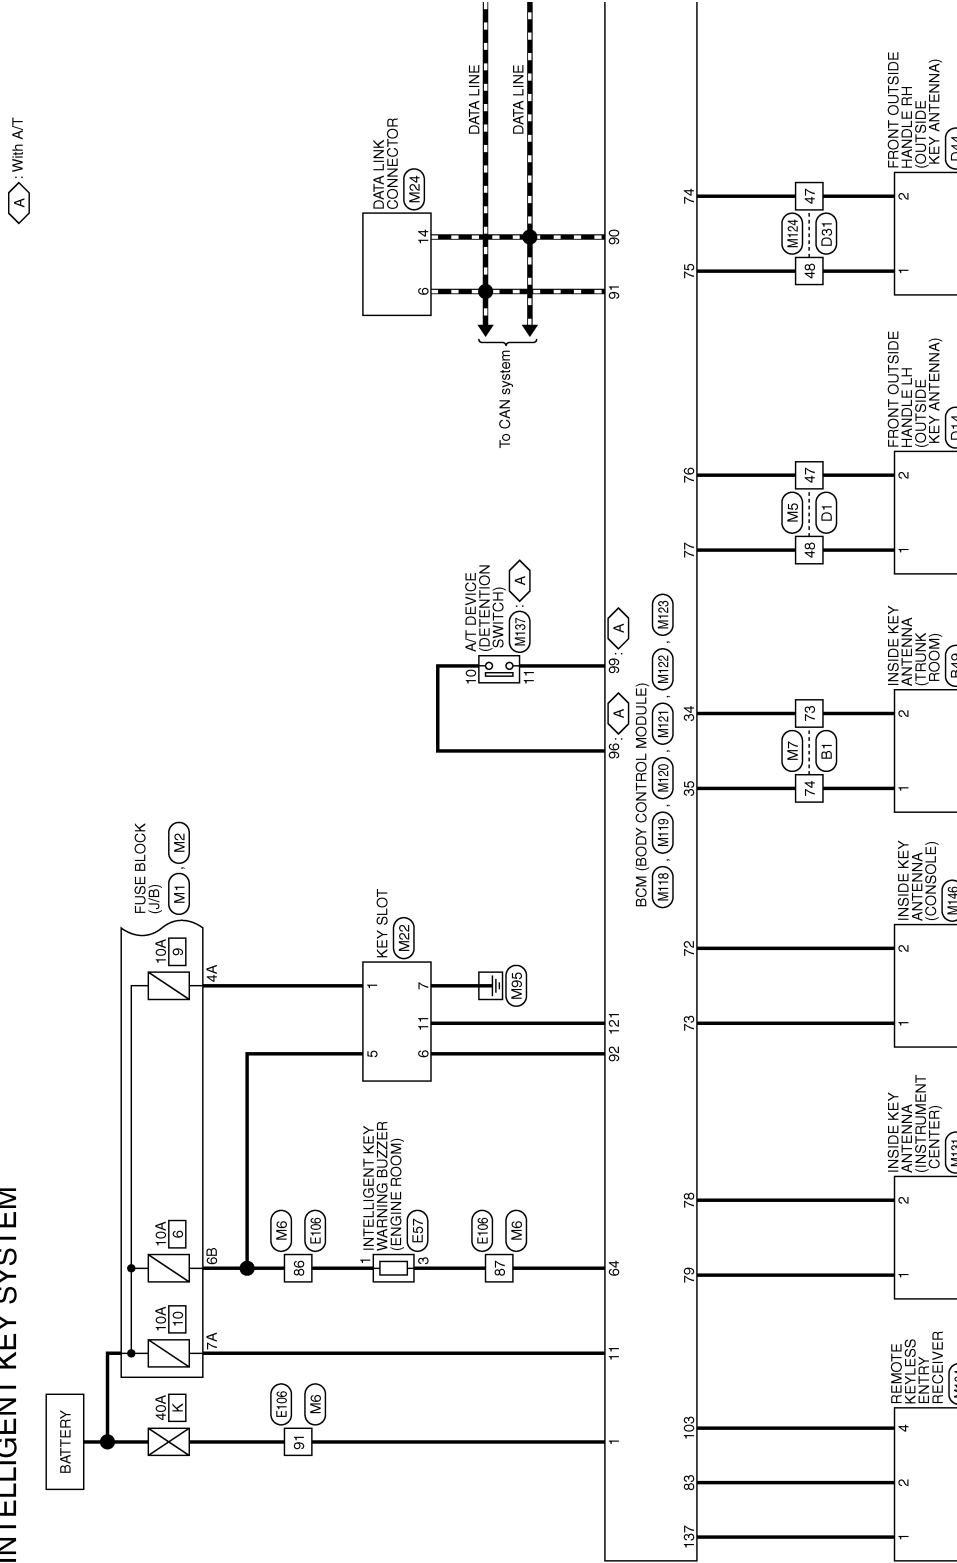 INTELLIGENT KEY SYSTEM
A : With A/T
BATTERY
40A
K
10A
10
10A
6
10A
9
FUSE BLOCK
(J/B)
M1 , M2
7A
6B
4A
E106
M6
91
M6
E106
86
1
INTELLIGENT KEY
WARNING BUZZER
(ENGINE ROOM)
E57
3
E106
M6
87
KEY SLOT
M22
5
1
6
11
7
M95
A/T DEVICE
(DETENTION
SWITCH)
M137 : A
10
11
DATA LINK
CONNECTOR
M24
6
14
DATA LINE
DATA LINE
To CAN system
1
11
64
92
121
96 : A
99 : A
91
90
BCM (BODY CONTROL MODULE)
M118 , M119 , M120 , M121 , M122 , M123
137
83
103
79
78
73
72
35
34
77
76
75
74
M7
B1
74
73
M5
D1
48
47
M124
D31
48
47
1
2
4
REMOTE
KEYLESS
ENTRY
RECEIVER
1
2
INSIDE KEY
ANTENNA
(INSTRUMENT
CENTER)
M131
1
2
INSIDE KEY
ANTENNA
(CONSOLE)
M146
1
2
INSIDE KEY
ANTENNA
(TRUNK
ROOM)
1
2
FRONT OUTSIDE
HANDLE LH
(OUTSIDE
KEY ANTENNA)
D14
1
2
FRONT OUTSIDE
HANDLE RH
(OUTSIDE
KEY ANTENNA)
D44